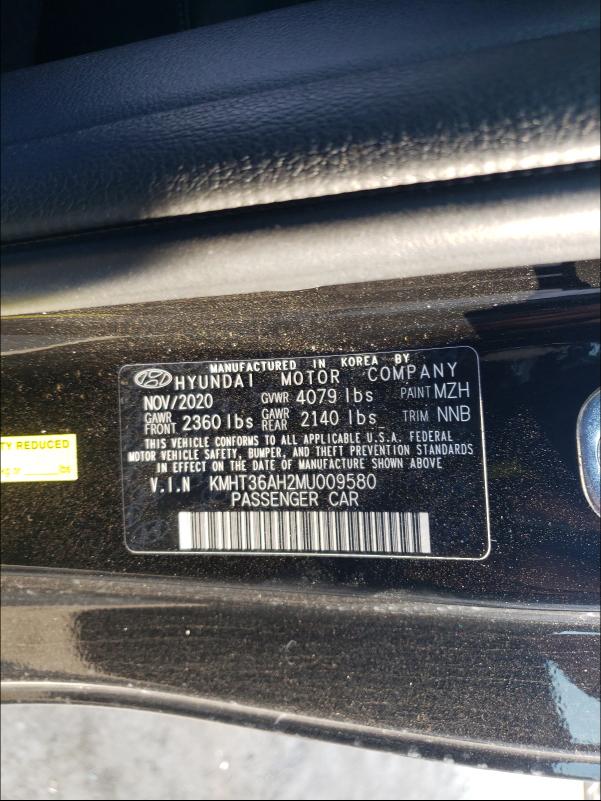 MANUFACTURED IN KOREA BY
HYUNDAI MOTOR COMPANY
NOV/2020 GVWR 4079 lbs PAINT MZH
GAWR FRONT 2360 lbs GAWR REAR 2140 lbs TRIM NNB
THIS VEHICLE CONFORMS TO ALL APPLICABLE U.S.A. FEDERAL
MOTOR VEHICLE SAFETY, BUMPER, AND THEFT PREVENTION STANDARDS
IN EFFECT ON THE DATE OF MANUFACTURE SHOWN ABOVE
V.I.N KMHT36AH2MU009580
PASSENGER CAR
REDUCED
lbs